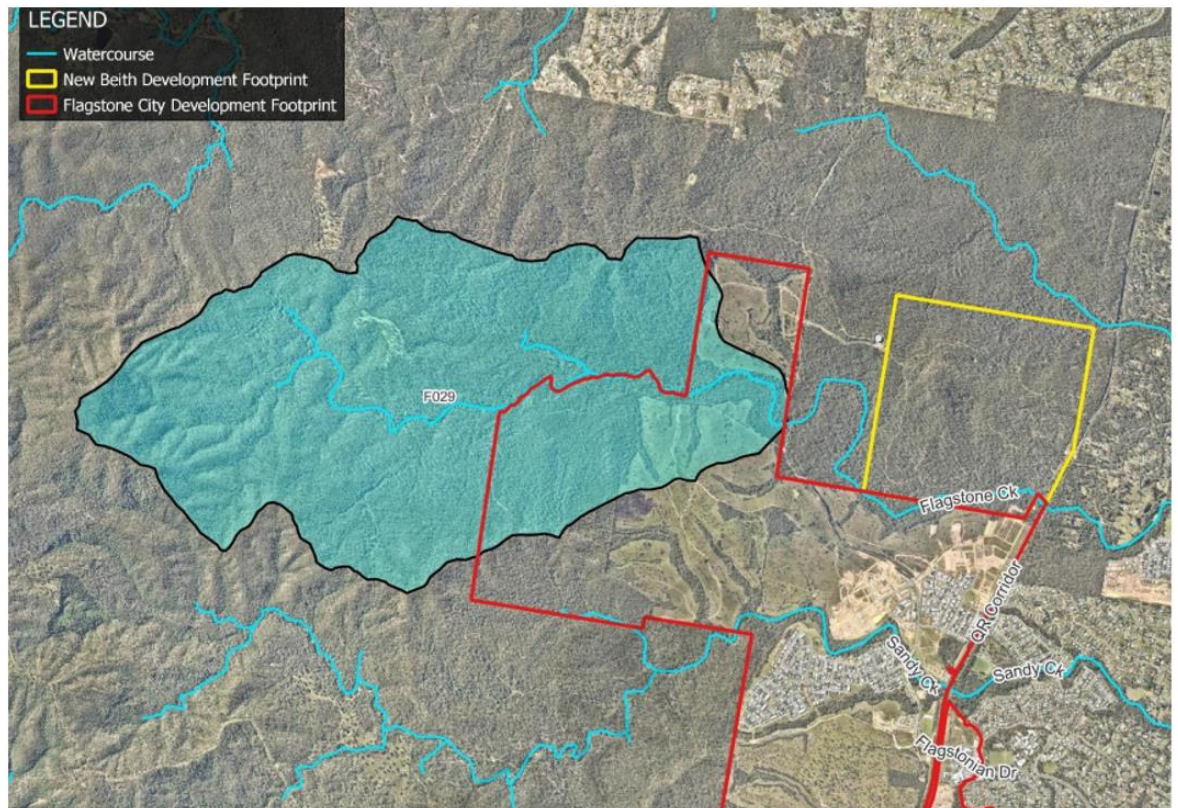 LEGEND
Watercourse
New Beith Development Footprint
Flagstone City Development Footprint
F029
Flagstone Ck
QR Corridor
Sandy Ck
Sandy Ck
Flagstonian Dr